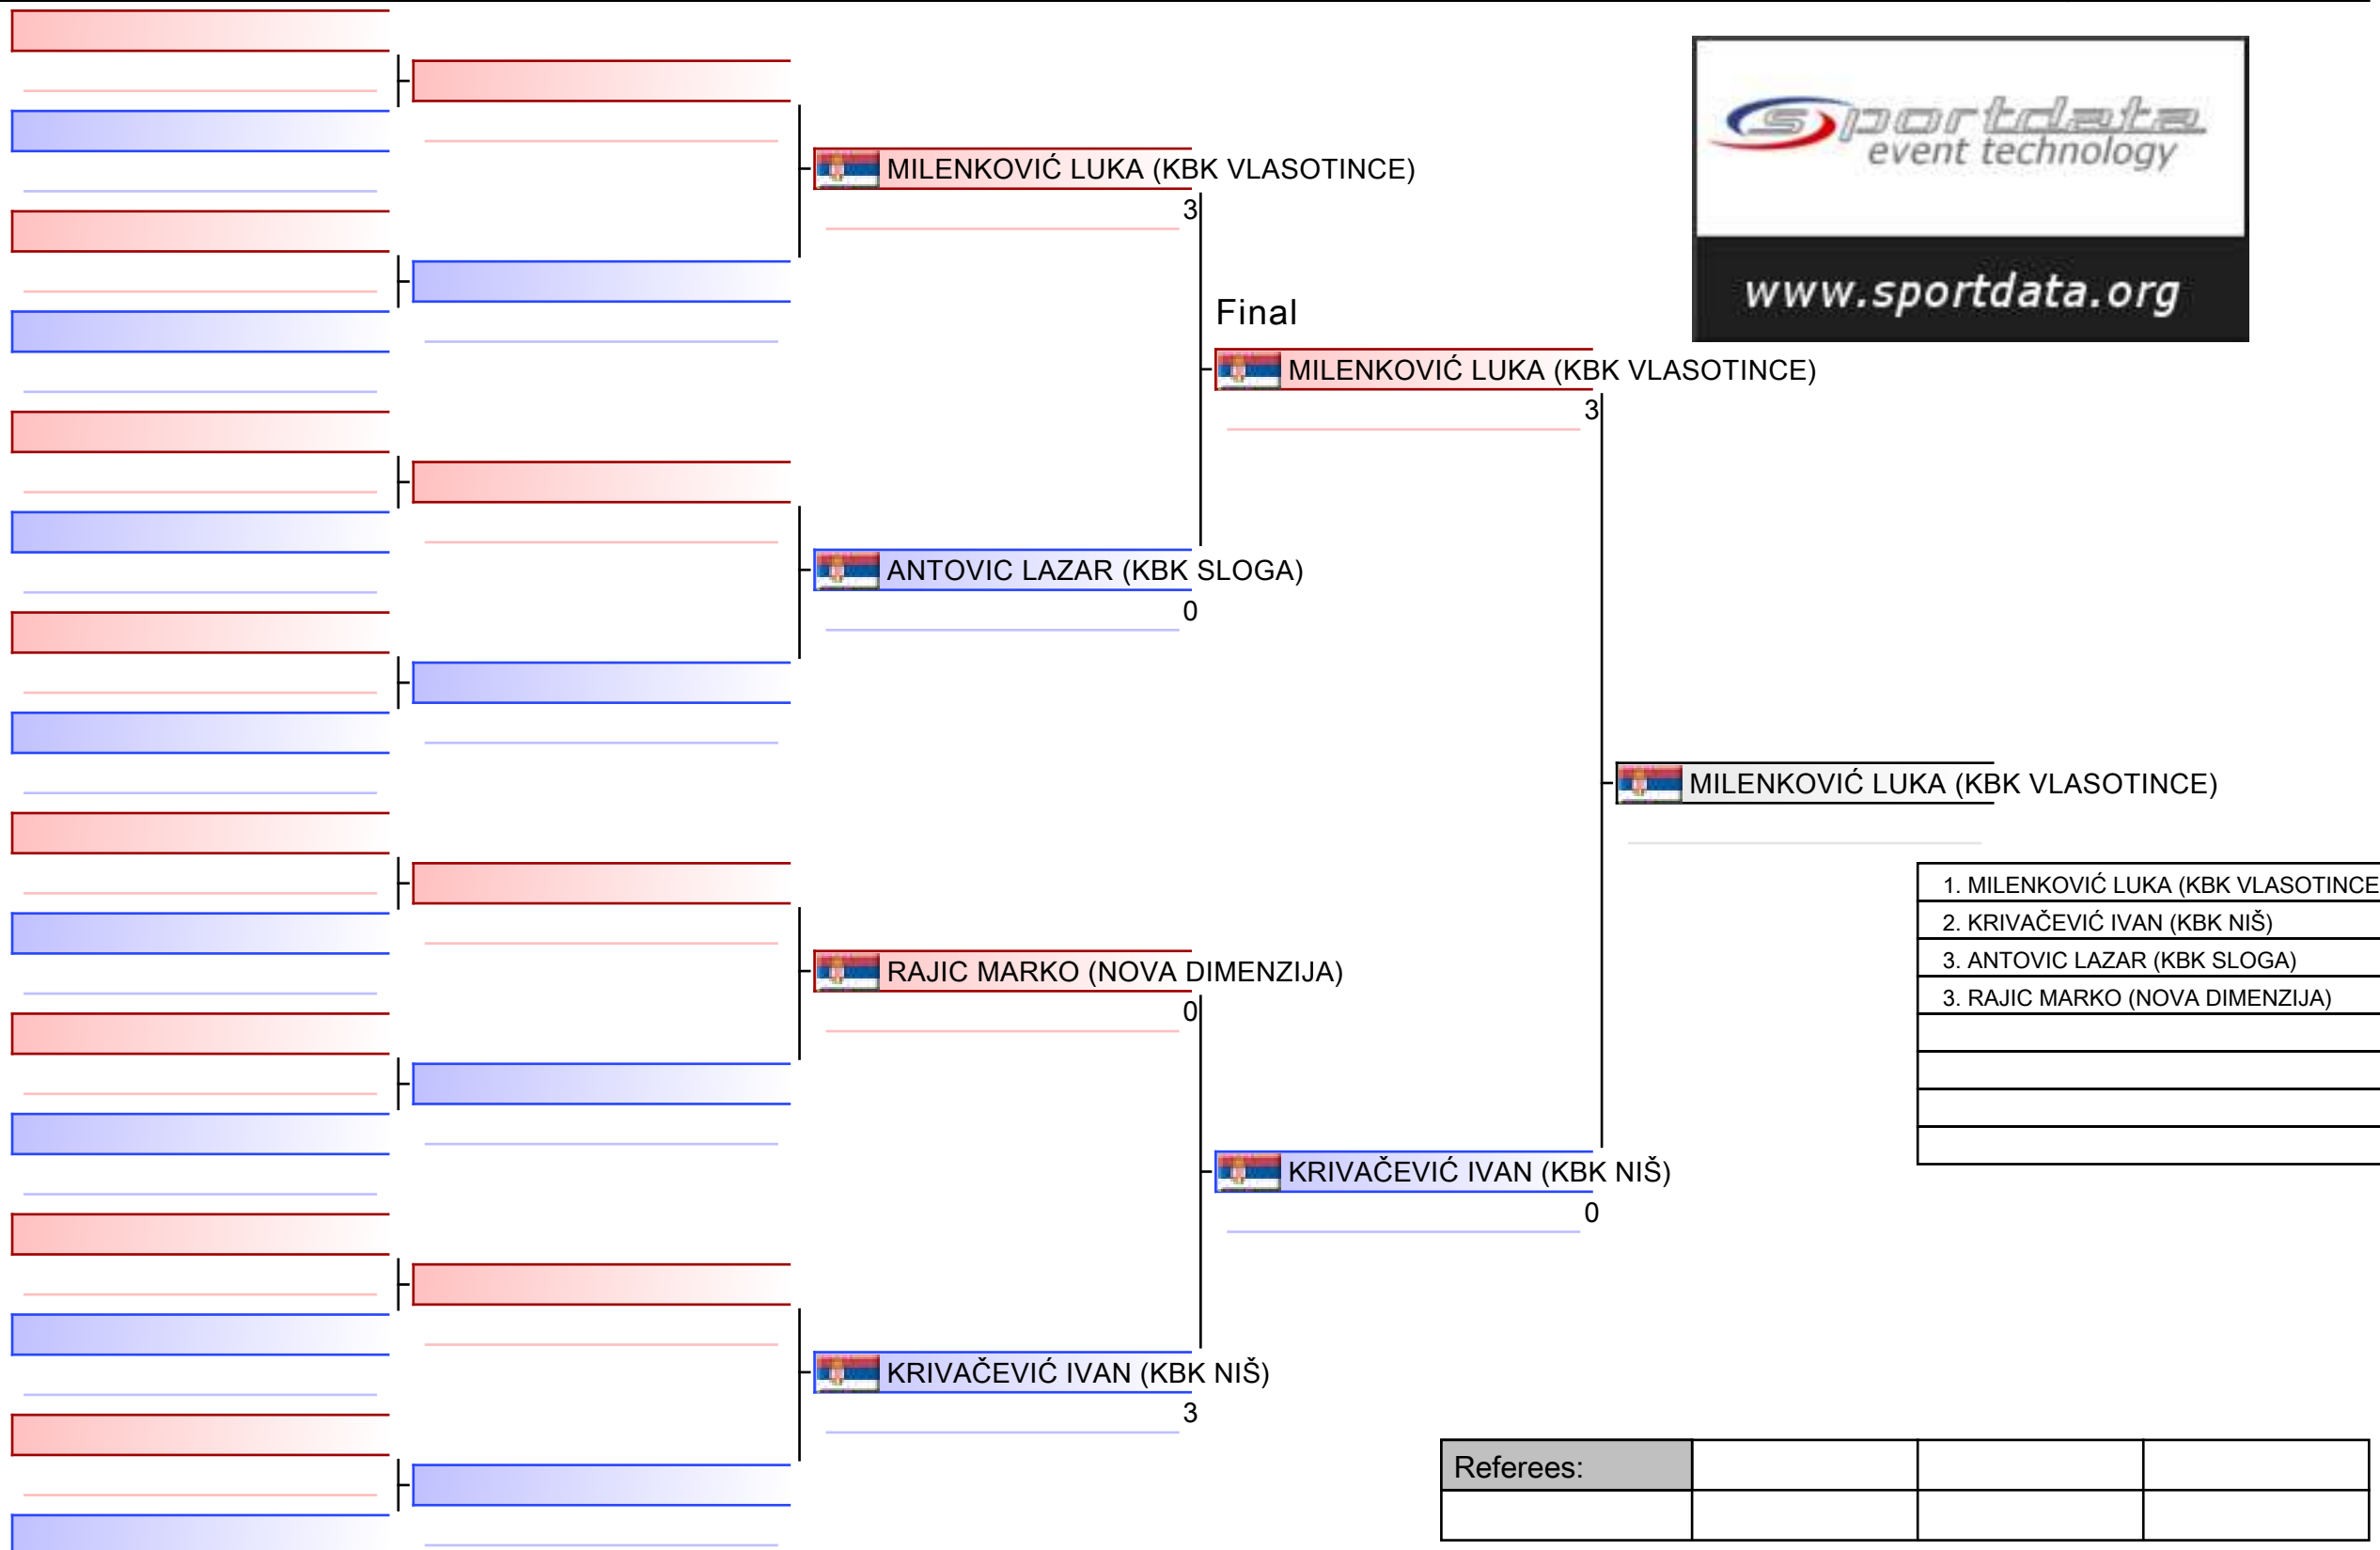 sportdata
event technology
www.sportdata.org
MILENKOVIĆ LUKA (KBK VLASOTINCE)
3
Final
MILENKOVIĆ LUKA (KBK VLASOTINCE)
3
ANTOVIC LAZAR (KBK SLOGA)
0
MILENKOVIĆ LUKA (KBK VLASOTINCE)
1. MILENKOVIĆ LUKA (KBK VLASOTINCE
2. KRIVAČEVIĆ IVAN (KBK NIŠ)
3. ANTOVIC LAZAR (KBK SLOGA)
3. RAJIC MARKO (NOVA DIMENZIJA)
RAJIC MARKO (NOVA DIMENZIJA)
0
KRIVAČEVIĆ IVAN (KBK NIŠ)
0
KRIVAČEVIĆ IVAN (KBK NIŠ)
3
Referees: